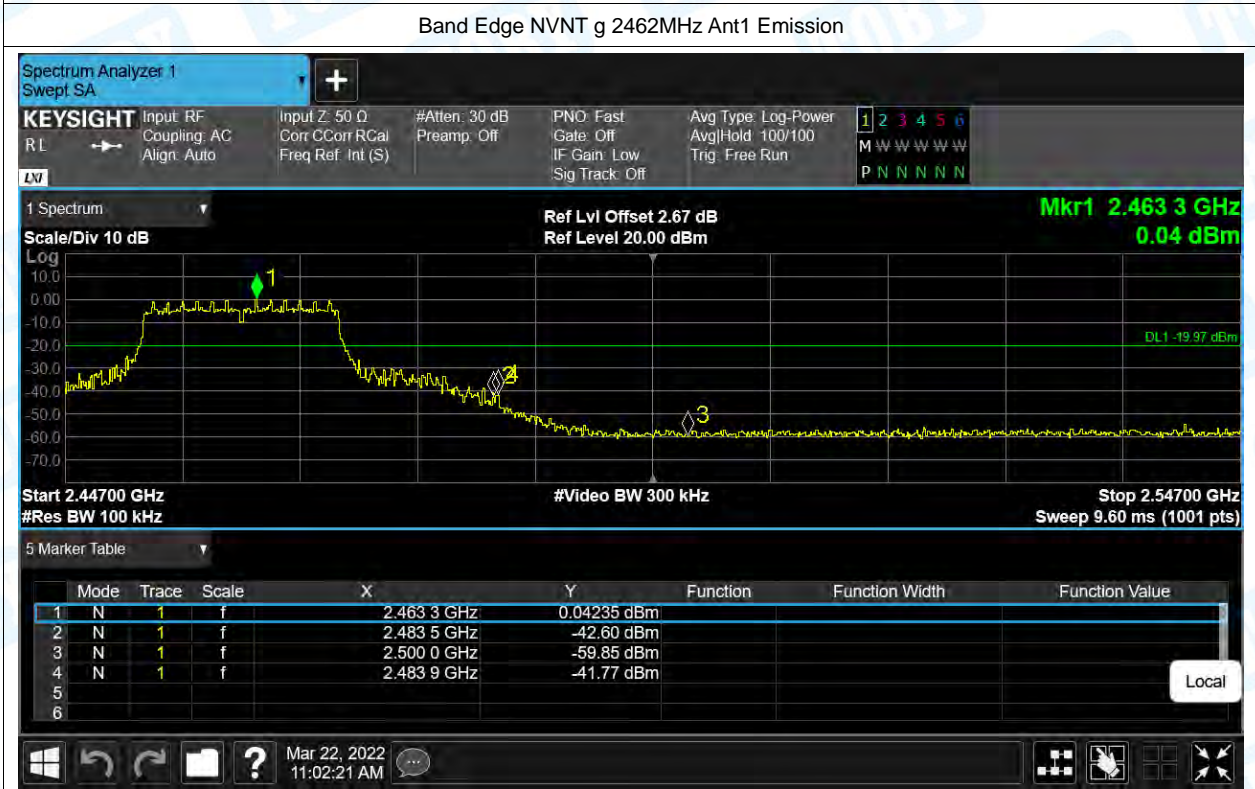 Band Edge NVNT g 2462MHz Ant1 Emission
Spectrum Analyzer 1
Swept SA
+
KEYSIGHT
RL
LXI
Input: RF
Coupling: AC
Align: Auto
Input Z: 50 Ω
Corr CCorr RCal
Freq Ref: Int (S)
#Atten: 30 dB
Preamp: Off
PNO: Fast
Gate: Off
IF Gain: Low
Sig Track: Off
Avg Type: Log-Power
Avg|Hold: 100/100
Trig: Free Run
1 2 3 4 5 6
M W W W W W
P N N N N N
1 Spectrum
Scale/Div 10 dB
Ref Lvl Offset 2.67 dB
Ref Level 20.00 dBm
Mkr1 2.463 3 GHz
0.04 dBm
Log
10.0
0.00
-10.0
-20.0
-30.0
-40.0
-50.0
-60.0
-70.0
1
DL1 -19.97 dBm
4
3
Start 2.44700 GHz
#Res BW 100 kHz
#Video BW 300 kHz
Stop 2.54700 GHz
Sweep 9.60 ms (1001 pts)
5 Marker Table
Mode Trace Scale X Y Function Function Width Function Value
1 N 1 f 2.463 3 GHz 0.04235 dBm
2 N 1 f 2.483 5 GHz -42.60 dBm
3 N 1 f 2.500 0 GHz -59.85 dBm
4 N 1 f 2.483 9 GHz -41.77 dBm
5
6
Local
?
Mar 22, 2022
11:02:21 AM